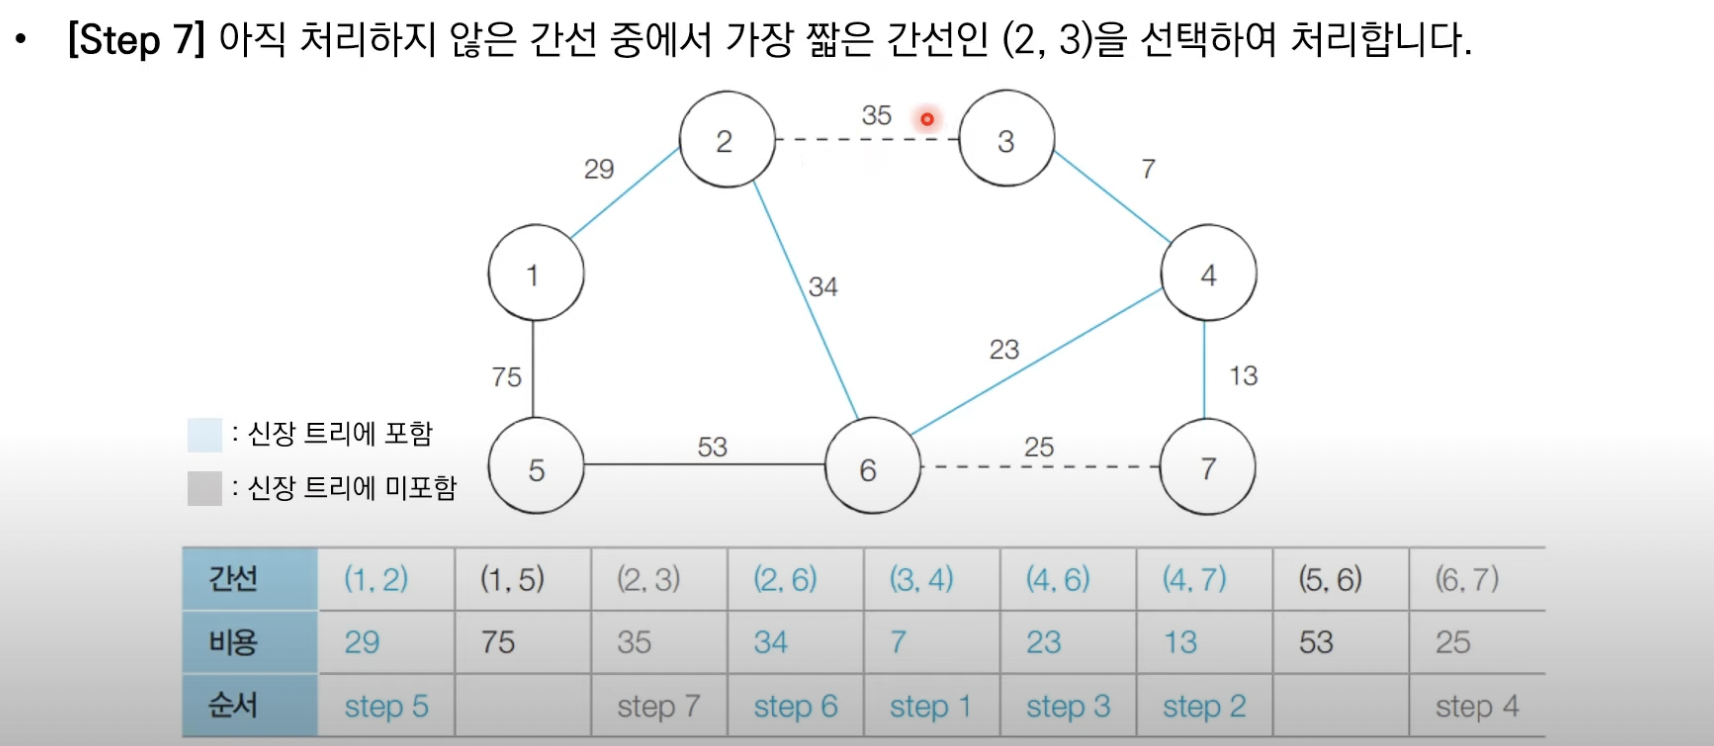 • [Step 7] 아직 처리하지 않은 간선 중에서 가장 짧은 간선인 (2, 3)을 선택하여 처리합니다.
35
2
3
29
7
1
4
34
23
75
13
: 신장 트리에 포함
53
25
5
6
7
: 신장 트리에 미포함
간선 (1, 2) (1, 5) (2, 3) (2, 6) (3, 4) (4, 6) (4, 7) (5, 6) (6, 7)
비용 29 75 35 34 7 23 13 53 25
순서 step 5 step 7 step 6 step 1 step 3 step 2 step 4